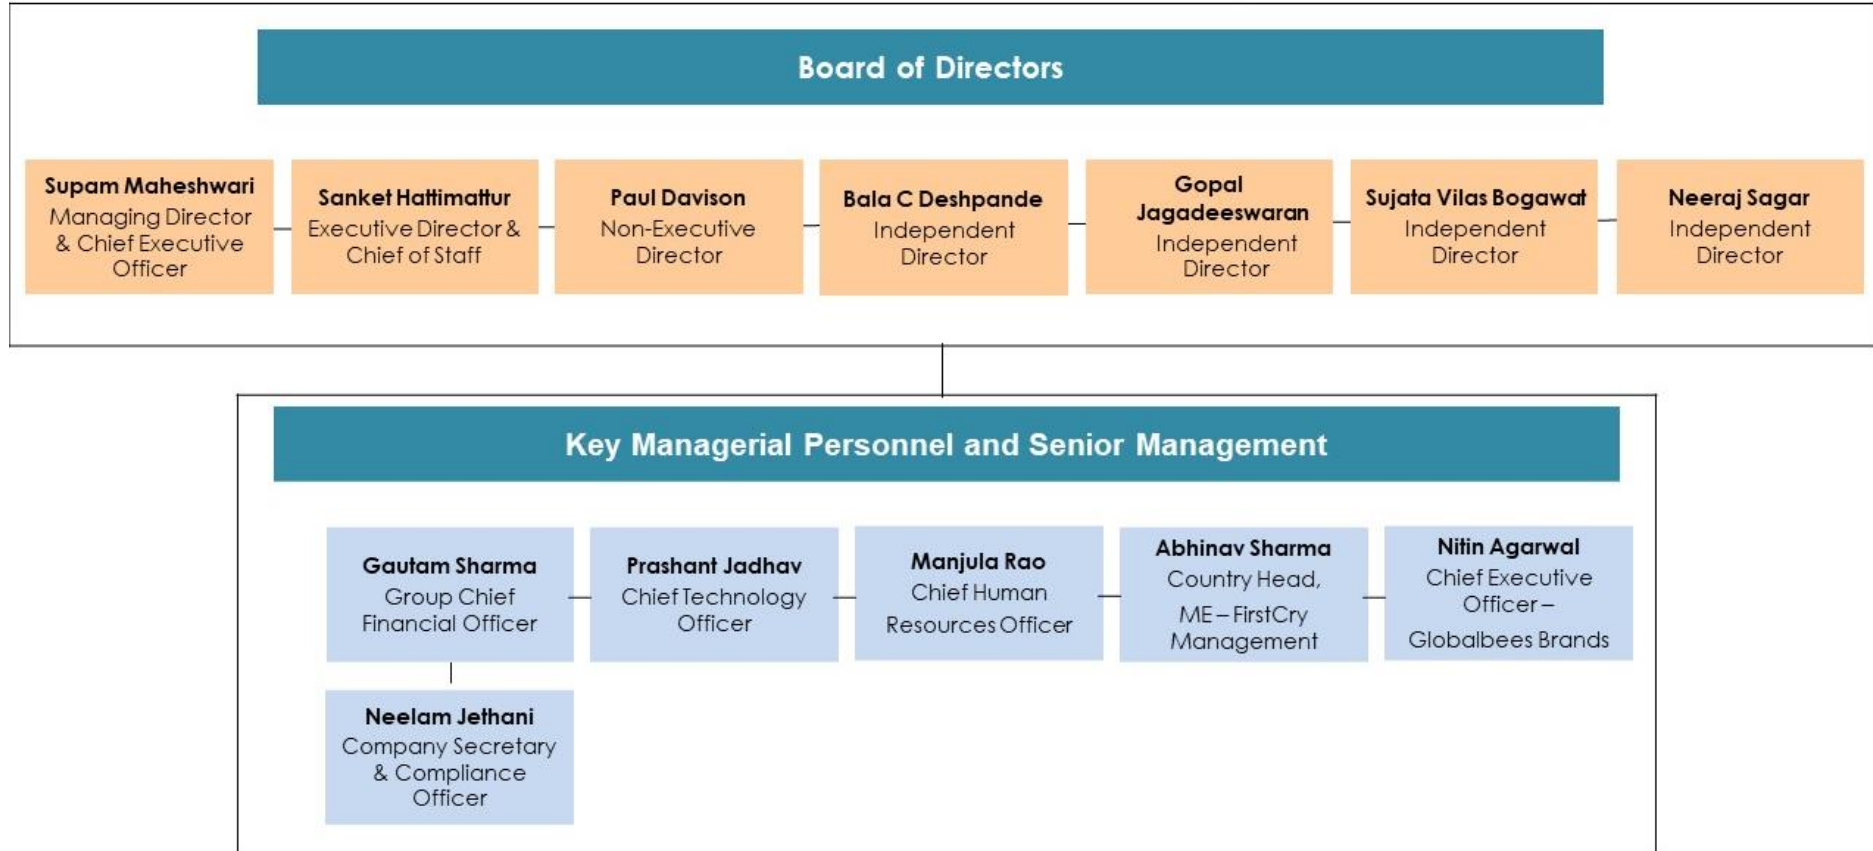 Board of Directors
Supam Maheshwari
Managing Director
& Chief Executive
Officer
Sanket Hattimattur
Executive Director &
Chief of Staff
Paul Davison
Non-Executive
Director
Bala C Deshpande
Independent
Director
Gopal
Jagadeeswaran
Independent
Director
Sujata Vilas Bogawat
Independent
Director
Neeraj Sagar
Independent
Director
Key Managerial Personnel and Senior Management
Gautam Sharma
Group Chief
Financial Officer
Prashant Jadhav
Chief Technology
Officer
Manjula Rao
Chief Human
Resources Officer
Abhinav Sharma
Country Head,
ME – FirstCry
Management
Nitin Agarwal
Chief Executive
Officer –
Globalbees Brands
Neelam Jethani
Company Secretary
& Compliance
Officer